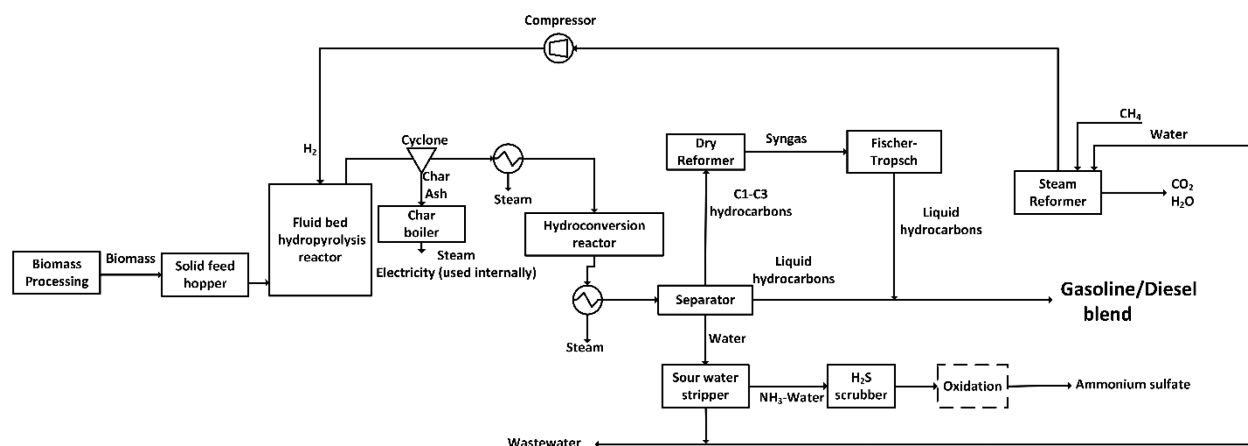 Compressor
CH4
Water
Cyclone
Dry
Reformer
Syngas
Fischer-
Tropsch
H2
Char
Ash
Steam
Steam
Reformer
CO2
H2O
C1-C3
hydrocarbons
Fluid bed
hydropyrolysis
reactor
Char
boiler
Hydroconversion
reactor
Liquid
hydrocarbons
Steam
Electricity (used internally)
Biomass
Processing
Biomass
Solid feed
hopper
Liquid
hydrocarbons
Separator
Gasoline/Diesel
blend
Steam
Water
Sour water
stripper
NH3-Water
H2S
scrubber
Oxidation
Ammonium sulfate
Wastewater